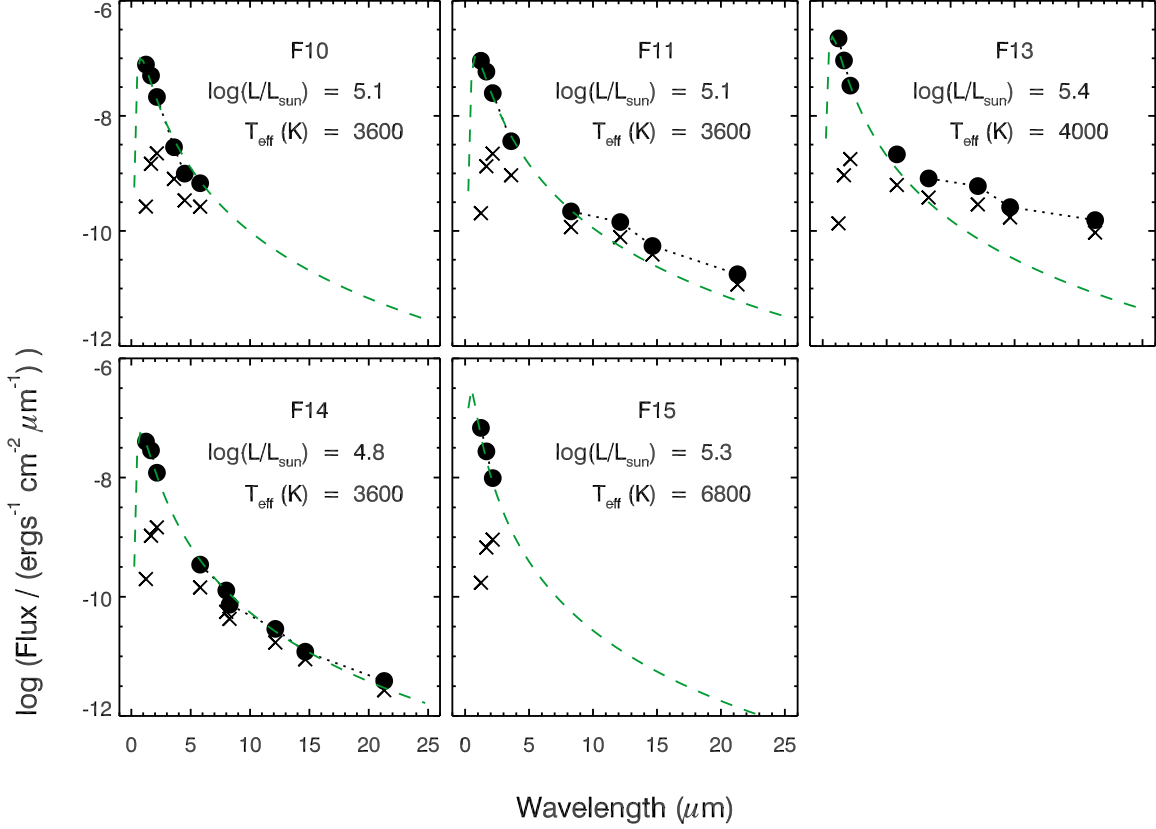 -6
F10
F11
F13
log(L/Lsun) = 5.1
log(L/Lsun) = 5.1
log(L/Lsun) = 5.4
-8
Teff (K) = 3600
Teff (K) = 3600
Teff (K) = 4000
-10
-12
-6
F14
F15
log(L/Lsun) = 4.8
log(L/Lsun) = 5.3
-8
Teff (K) = 3600
Teff (K) = 6800
-10
-12
0 5 10 15 20 25
0 5 10 15 20 25
log (Flux / (ergs-1 cm-2 μm-1) )
Wavelength (μm)